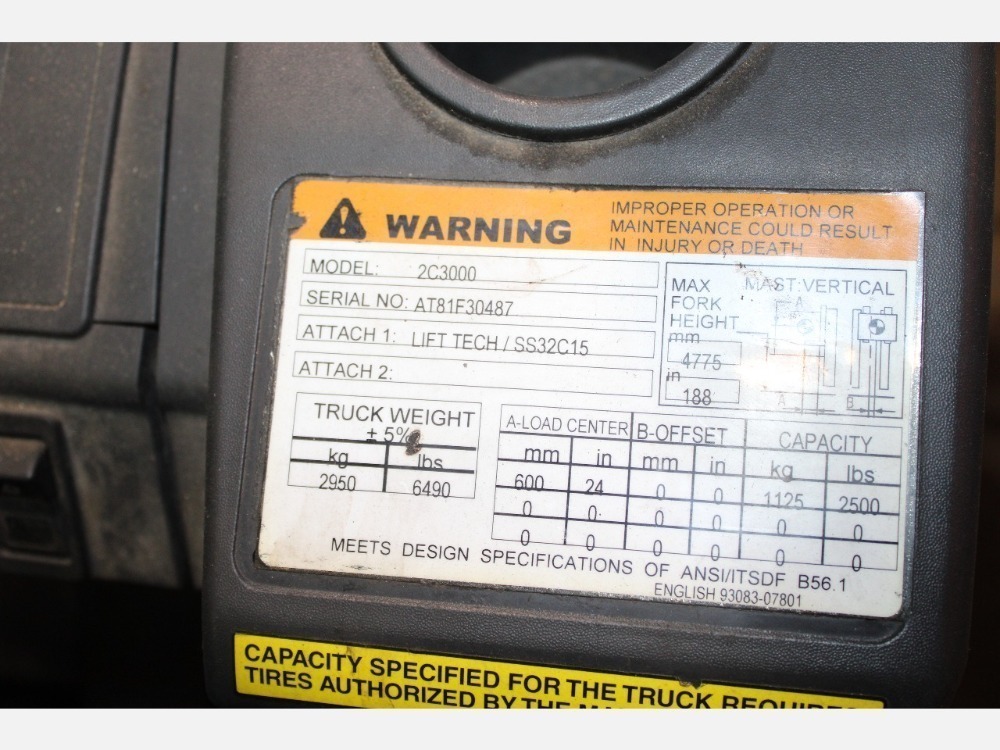 WARNING
IMPROPER OPERATION OR
MAINTENANCE COULD RESULT
IN INJURY OR DEATH
MODEL: 2C3000
SERIAL NO: AT81F30487
ATTACH 1: LIFT TECH / SS32C15
ATTACH 2:
MAX FORK HEIGHT
MAST:VERTICAL
mm
4775
in
188
A
A
B
TRUCK WEIGHT
± 5%
kg lbs
2950 6490
A-LOAD CENTER B-OFFSET CAPACITY
mm in mm in kg lbs
600 24 0 0 1125 2500
0 0 0 0 0 0
0 0 0 0 0 0
MEETS DESIGN SPECIFICATIONS OF ANSI/ITSDF B56.1
ENGLISH 93083-07801
CAPACITY SPECIFIED FOR THE TRUCK
TIRES AUTHORIZED BY THE